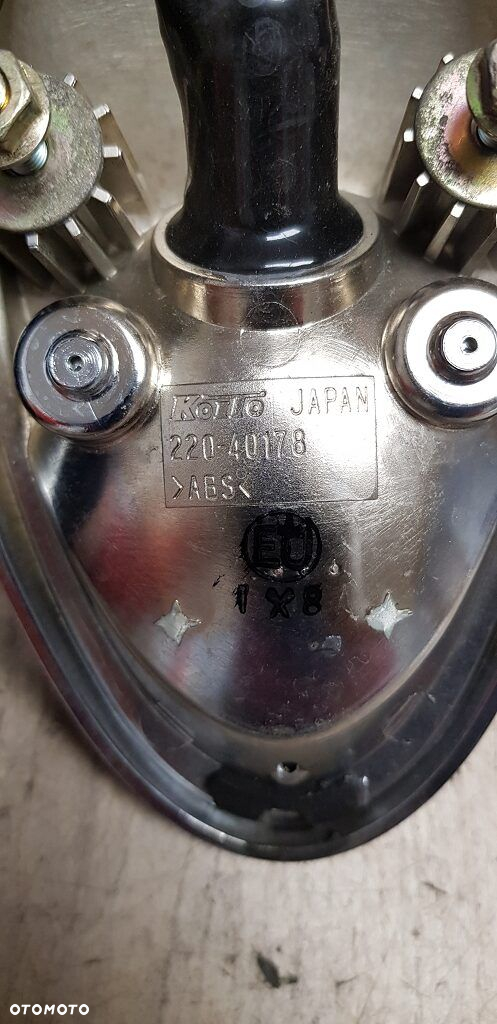 KOITO JAPAN
220-40178
>ABS<
EU
1 X 8
OTOMOTO